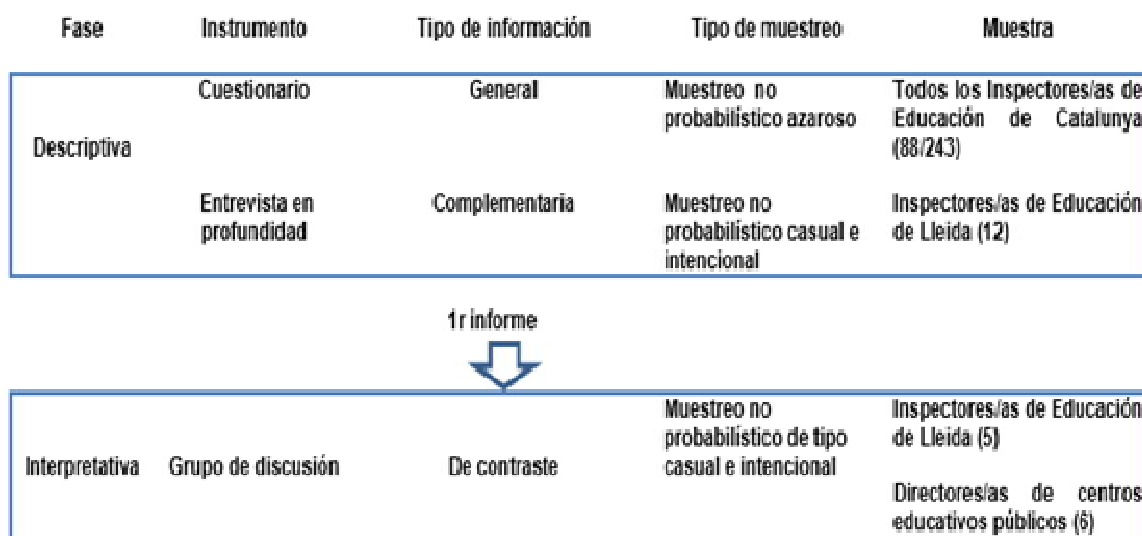 Fase Instrumento Tipo de información Tipo de muestreo Muestra
Cuestionario General Muestreo no Todos los Inspectores/as de
probabilístico azaroso Educación de Catalunya
Descriptiva (88/243)
Entrevista en Complementaria Muestreo no Inspectores/as de Educación
profundidad probabilístico casual e de Lleida (12)
intencional
1r informe
Muestreo no Inspectores/as de Educación
probabilístico de tipo de Lleida (5)
Interpretativa Grupo de discusión De contraste casual e intencional
Directores/as de centros
educativos públicos (6)